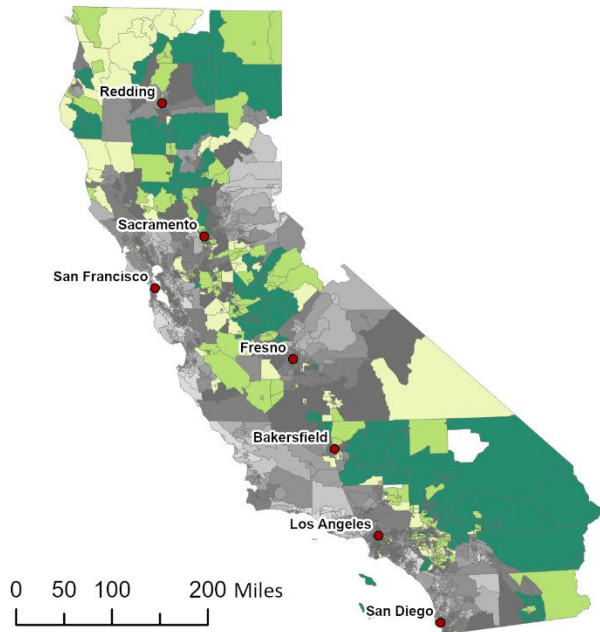 Redding
Sacramento
San Francisco
Fresno
Bakersfield
Los Angeles
San Diego
0 50 100 200 Miles